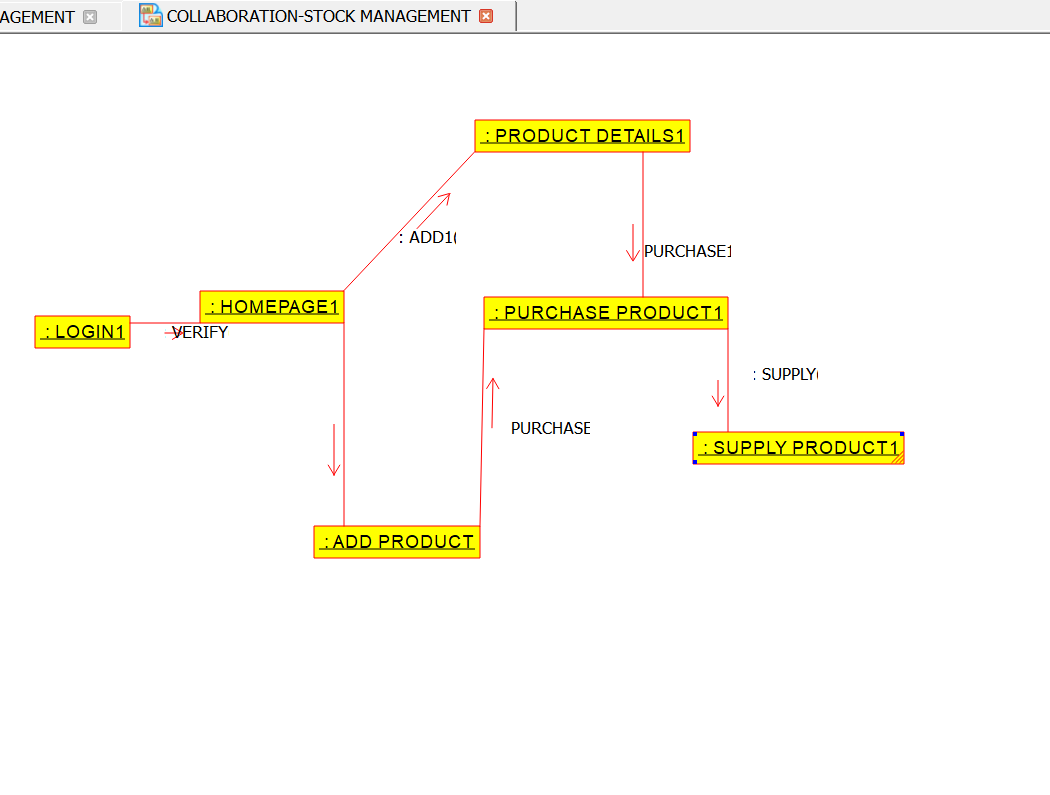 AGEMENT
COLLABORATION-STOCK MANAGEMENT
: PRODUCT DETAILS1
: ADD1(
PURCHASE1
: HOMEPAGE1
: LOGIN1
VERIFY
: PURCHASE PRODUCT1
: SUPPLY(
PURCHASE
: SUPPLY PRODUCT1
: ADD PRODUCT